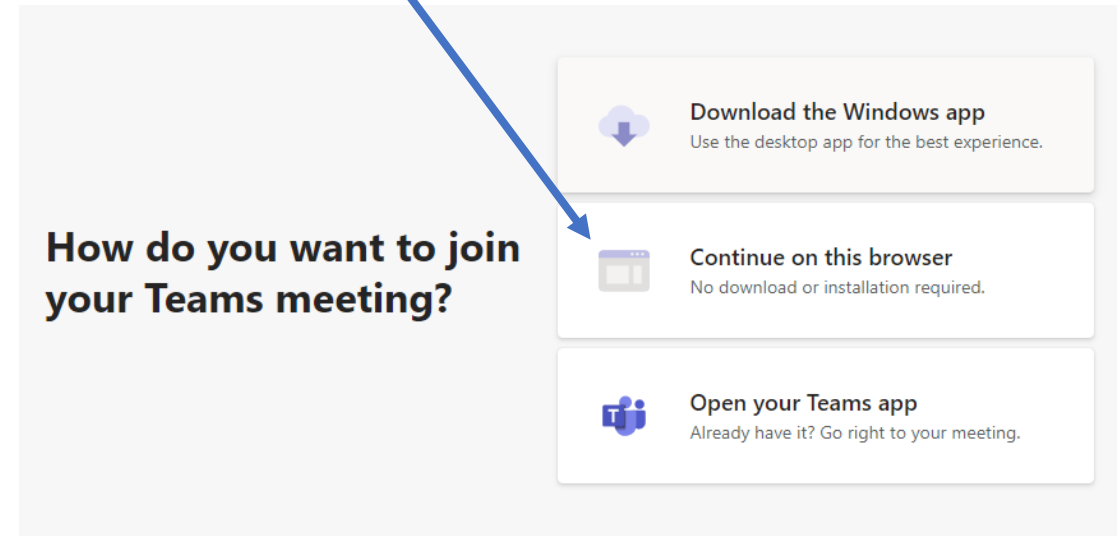 How do you want to join
your Teams meeting?
Download the Windows app
Use the desktop app for the best experience.
Continue on this browser
No download or installation required.
T
Open your Teams app
Already have it? Go right to your meeting.